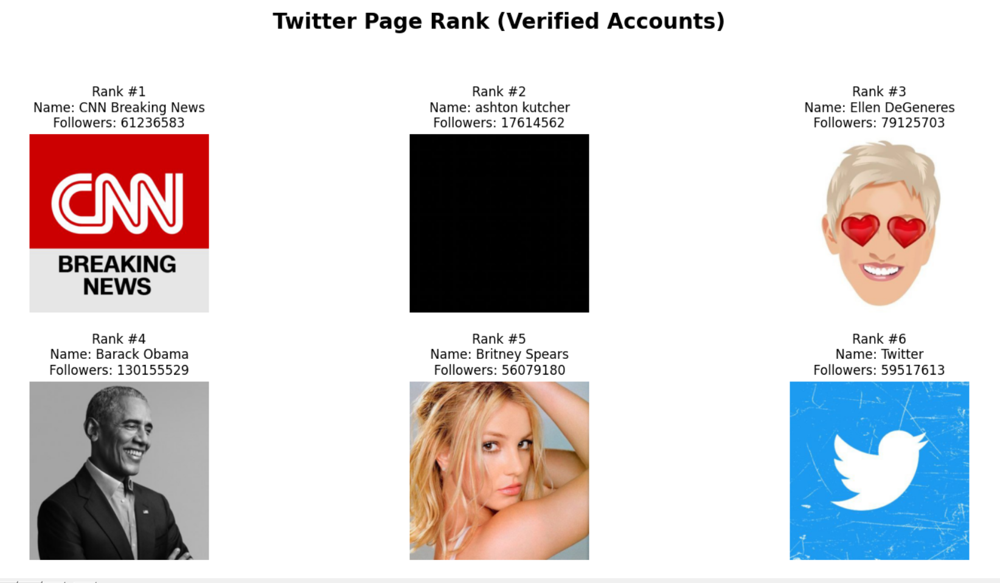 Twitter Page Rank (Verified Accounts)
Rank #1
Name: CNN Breaking News
Followers: 61236583
CNN
BREAKING
NEWS
Rank #2
Name: ashton kutcher
Followers: 17614562
Rank #3
Name: Ellen DeGeneres
Followers: 79125703
Rank #4
Name: Barack Obama
Followers: 130155529
Rank #5
Name: Britney Spears
Followers: 56079180
Rank #6
Name: Twitter
Followers: 59517613